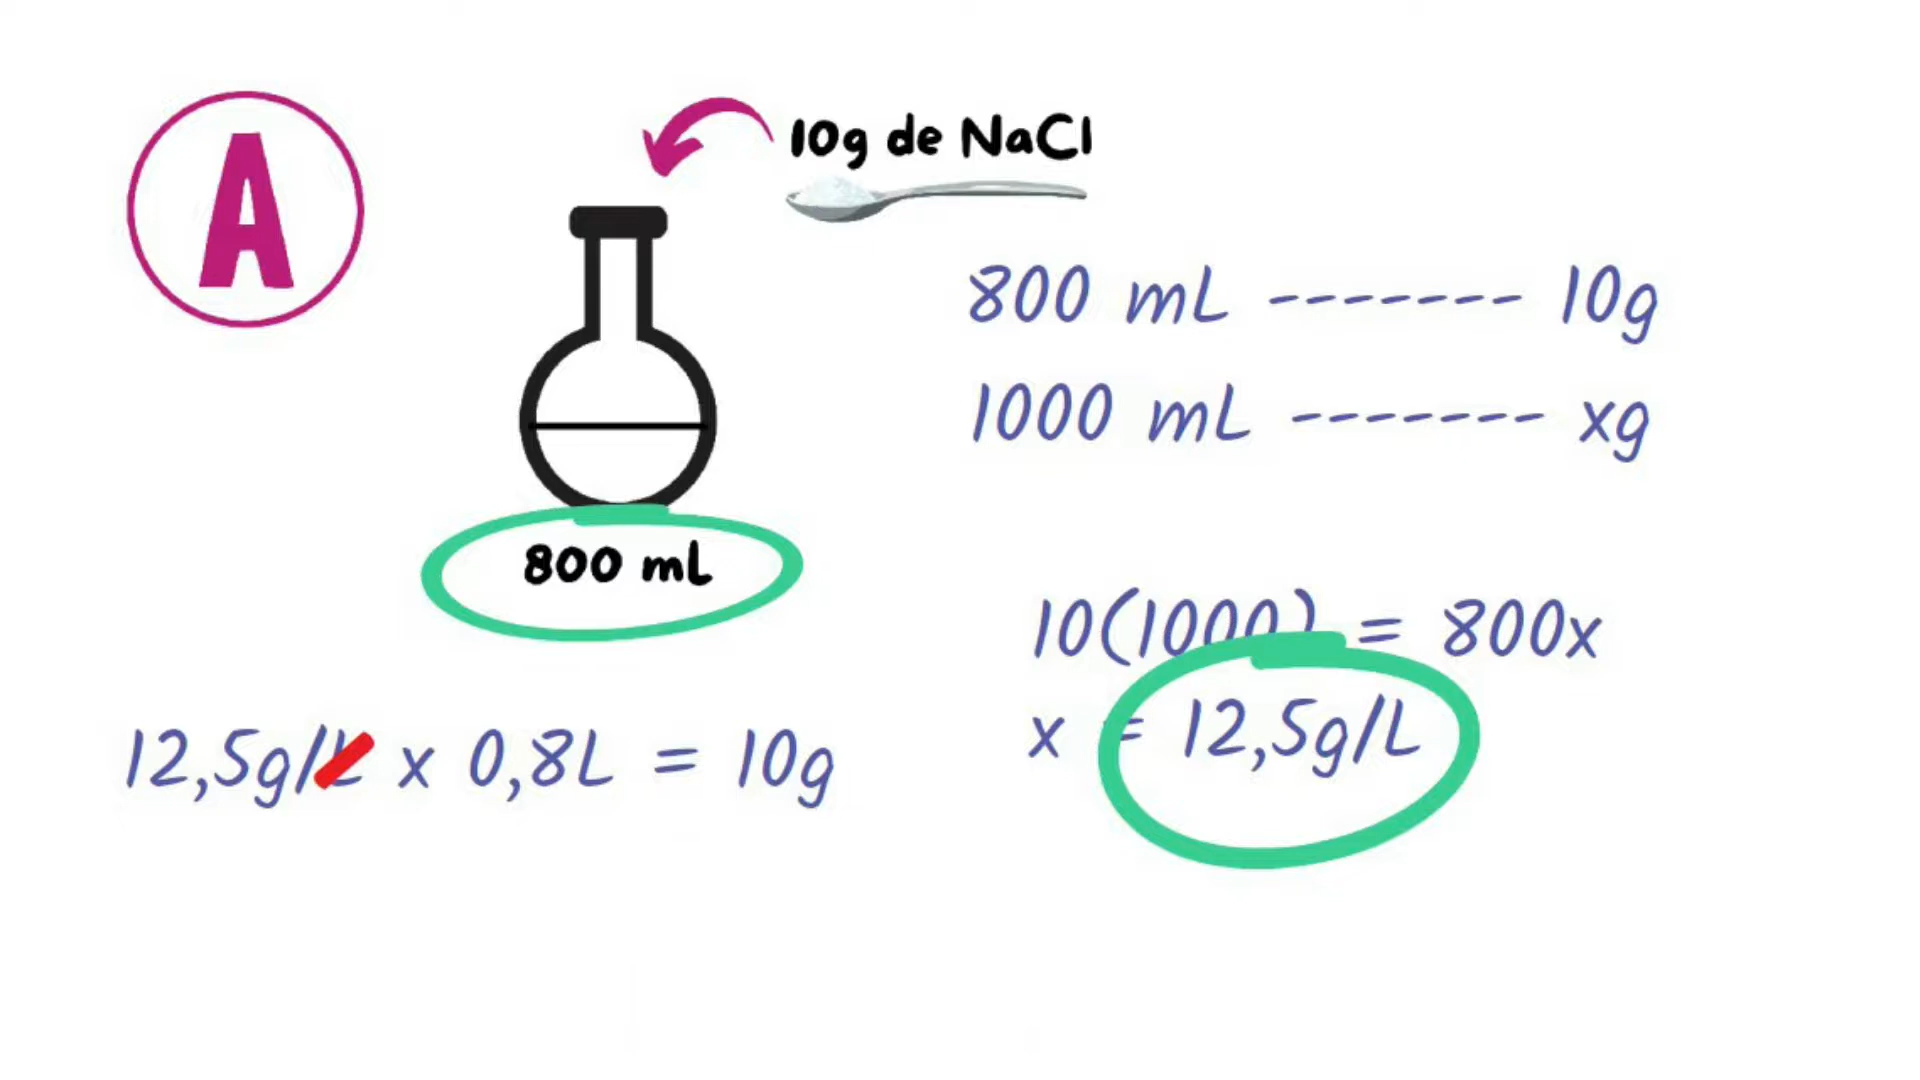 A
10g de NaCl
800 mL ------- 10g
1000 mL ------- xg
800 mL
10(1000) = 800x
x = 12,5g/L
12,5g/L x 0,8L = 10g